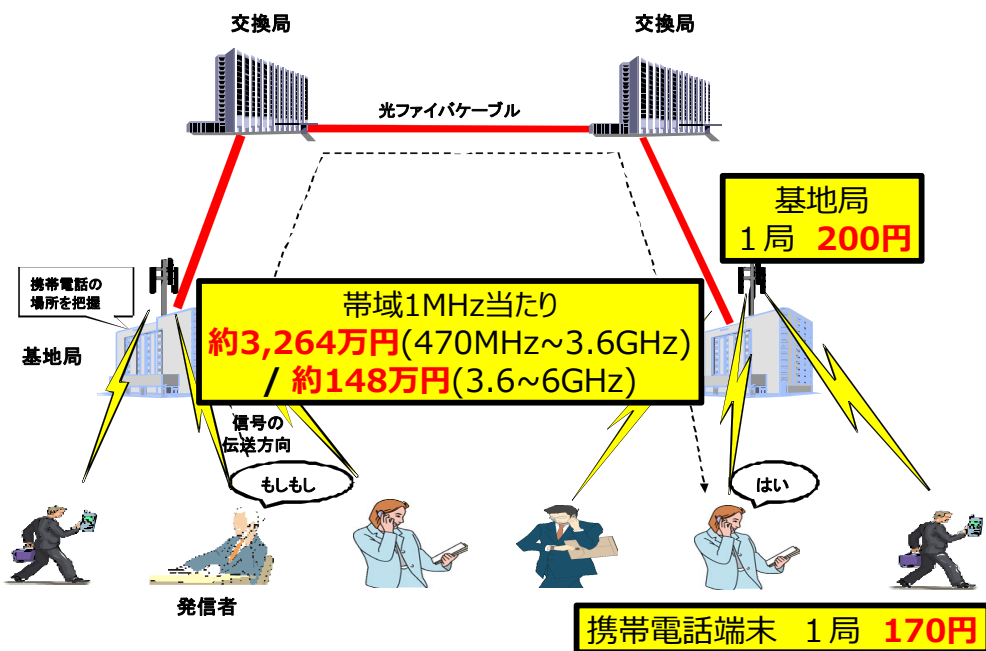 交換局
交換局
光ファイバケーブル
基地局
1局 200円
携帯電話の
場所を把握
帯域1MHz当たり
約3,264万円(470MHz~3.6GHz)
/ 約148万円(3.6~6GHz)
基地局
信号の
伝送方向
もしもし
はい
発信者
携帯電話端末 1局 170円